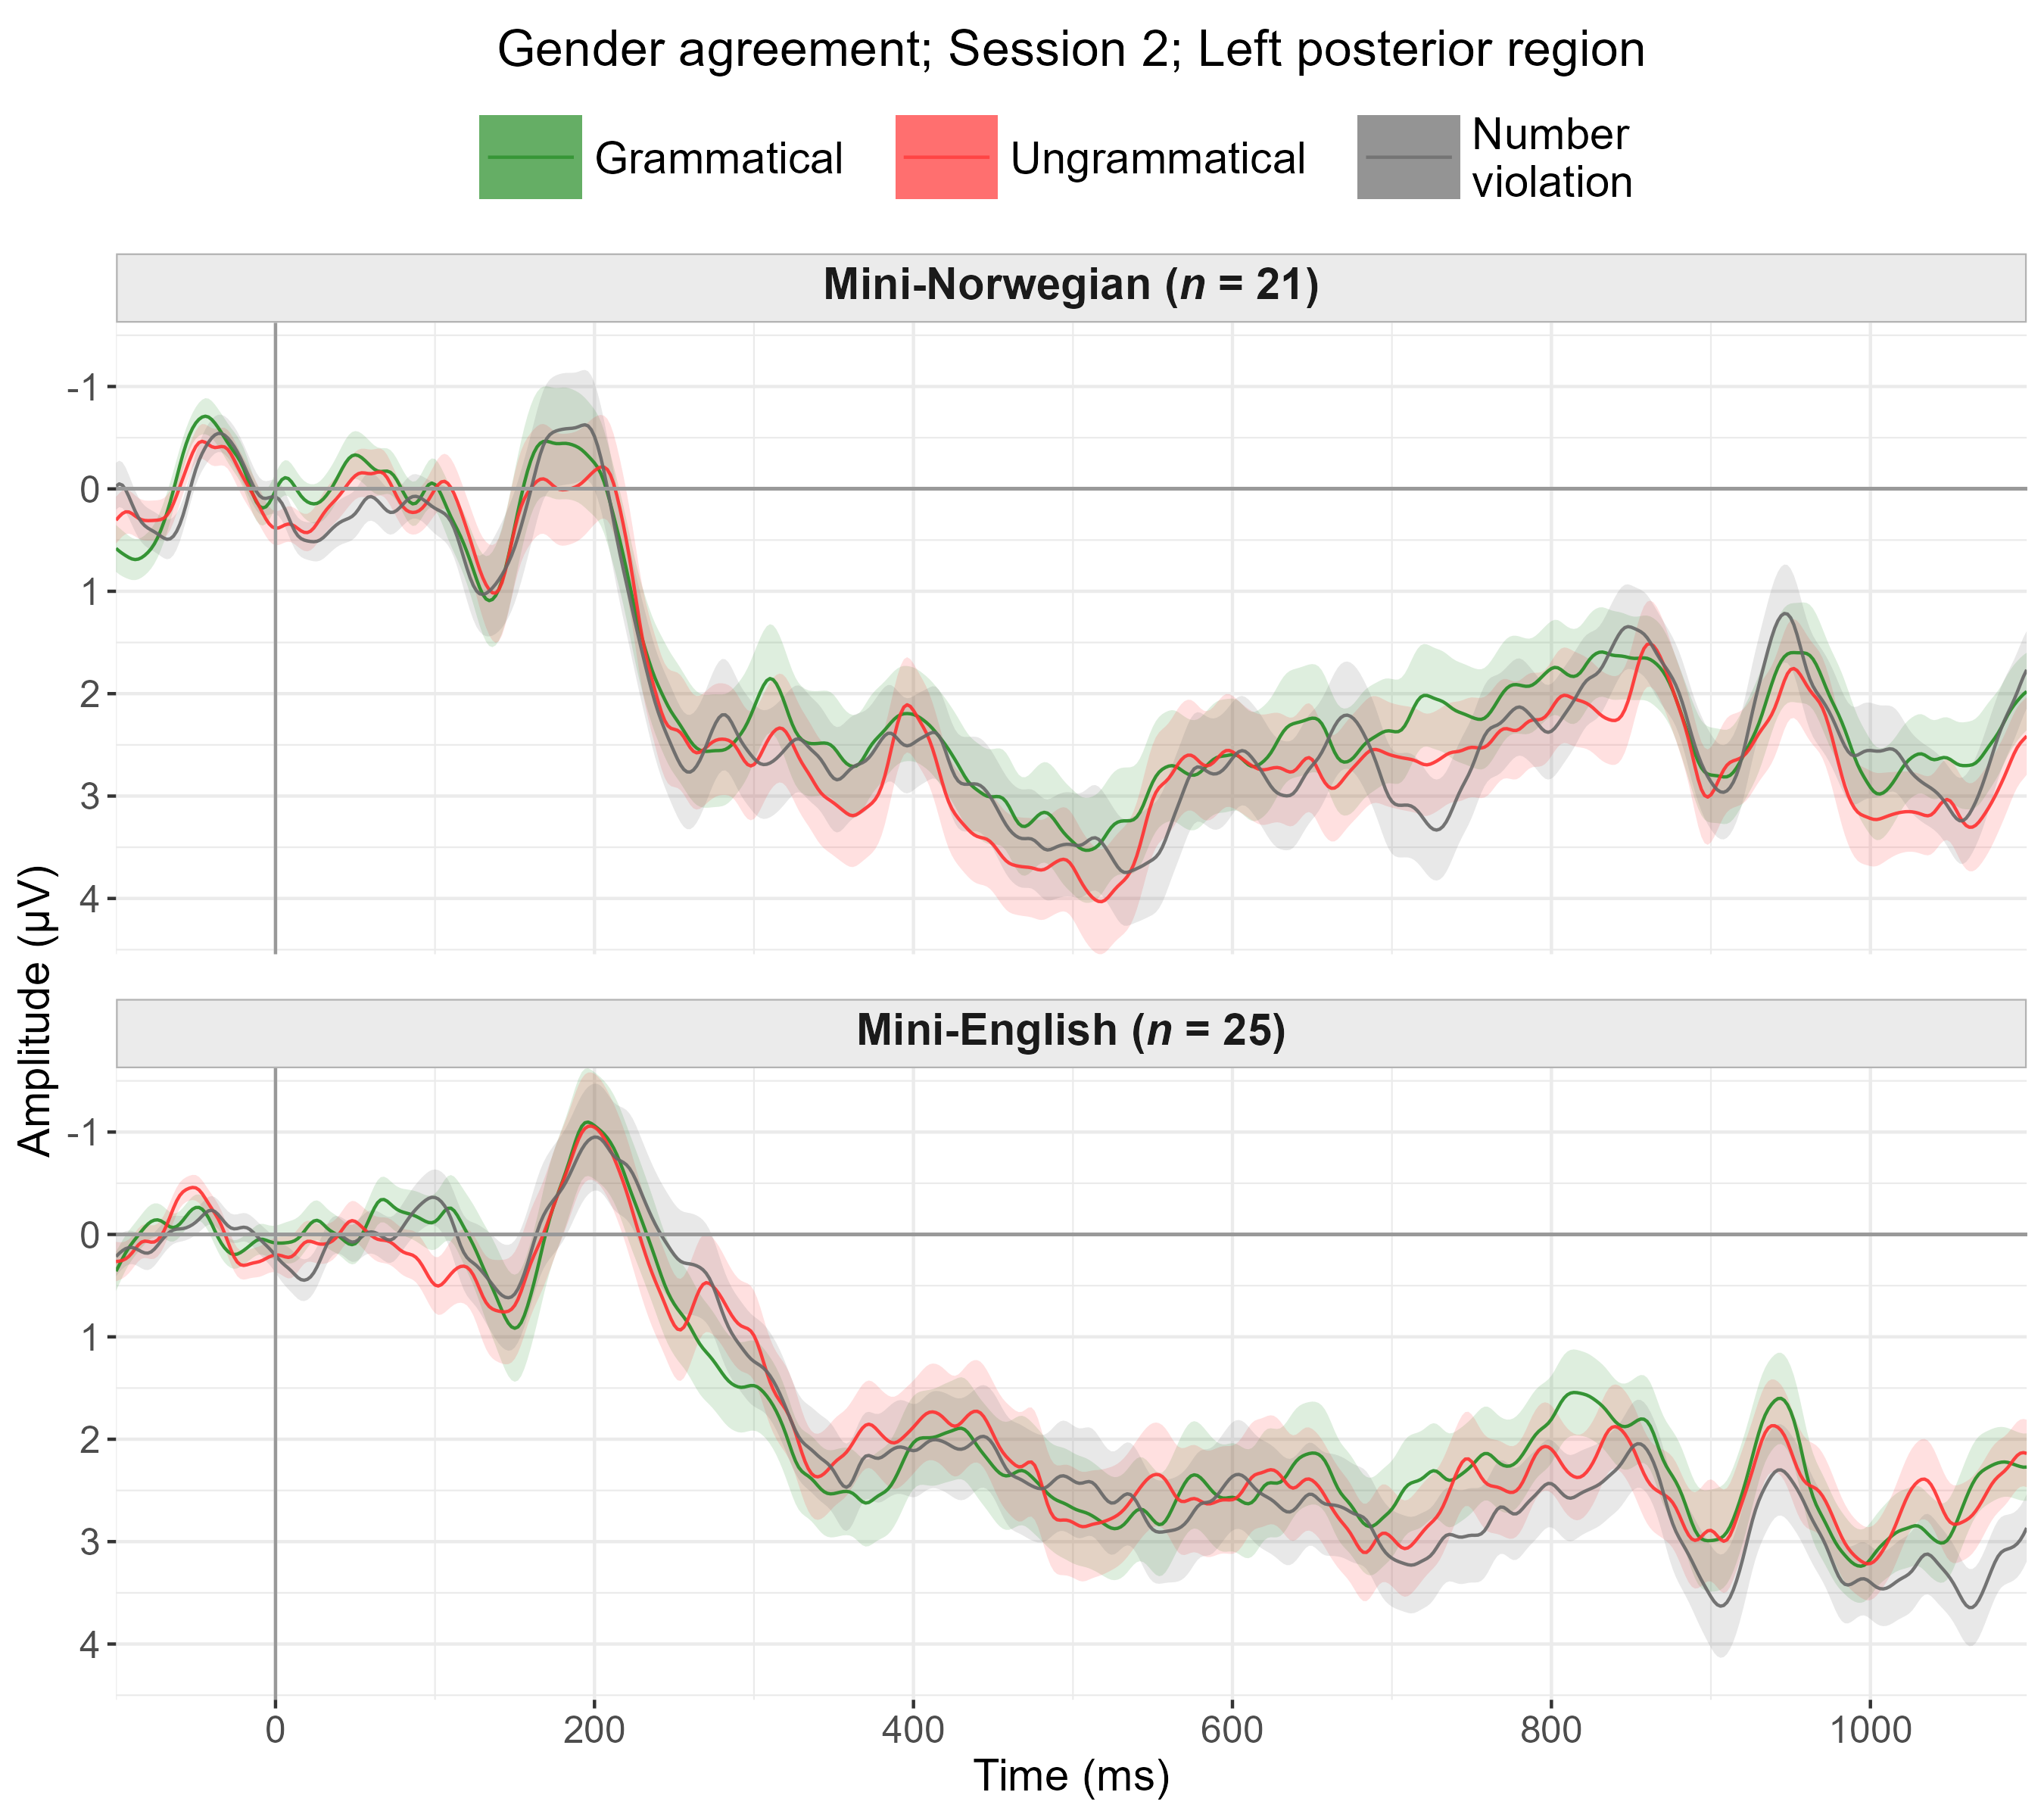 Gender agreement; Session 2; Left posterior region
Grammatical
Ungrammatical
Number
violation
Mini-Norwegian (n = 21)
-1
0
1
2
3
4
Mini-English (n = 25)
-1
0
1
2
3
4
Amplitude (µV)
0
200
400
600
800
1000
Time (ms)